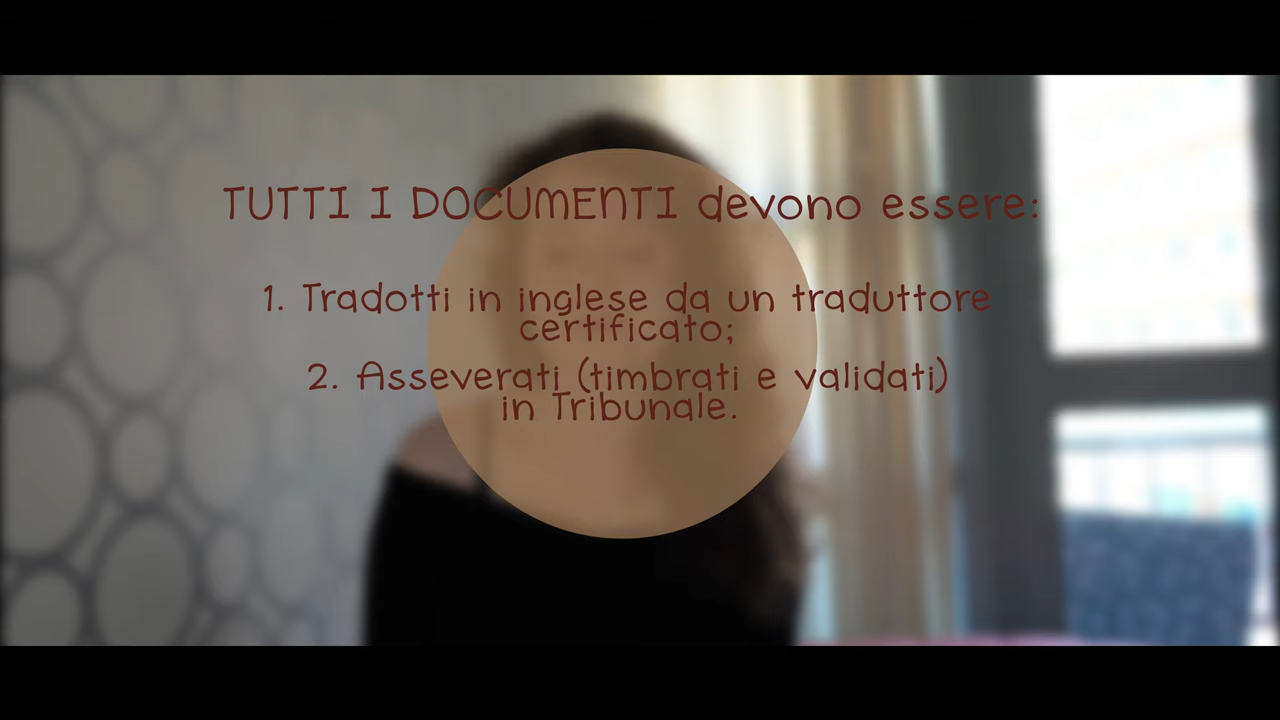 TUTTI I DOCUMENTI devono essere:
1. Tradotti in inglese da un traduttore
certificato;
2. Asseverati (timbrati e validati)
in Tribunale.